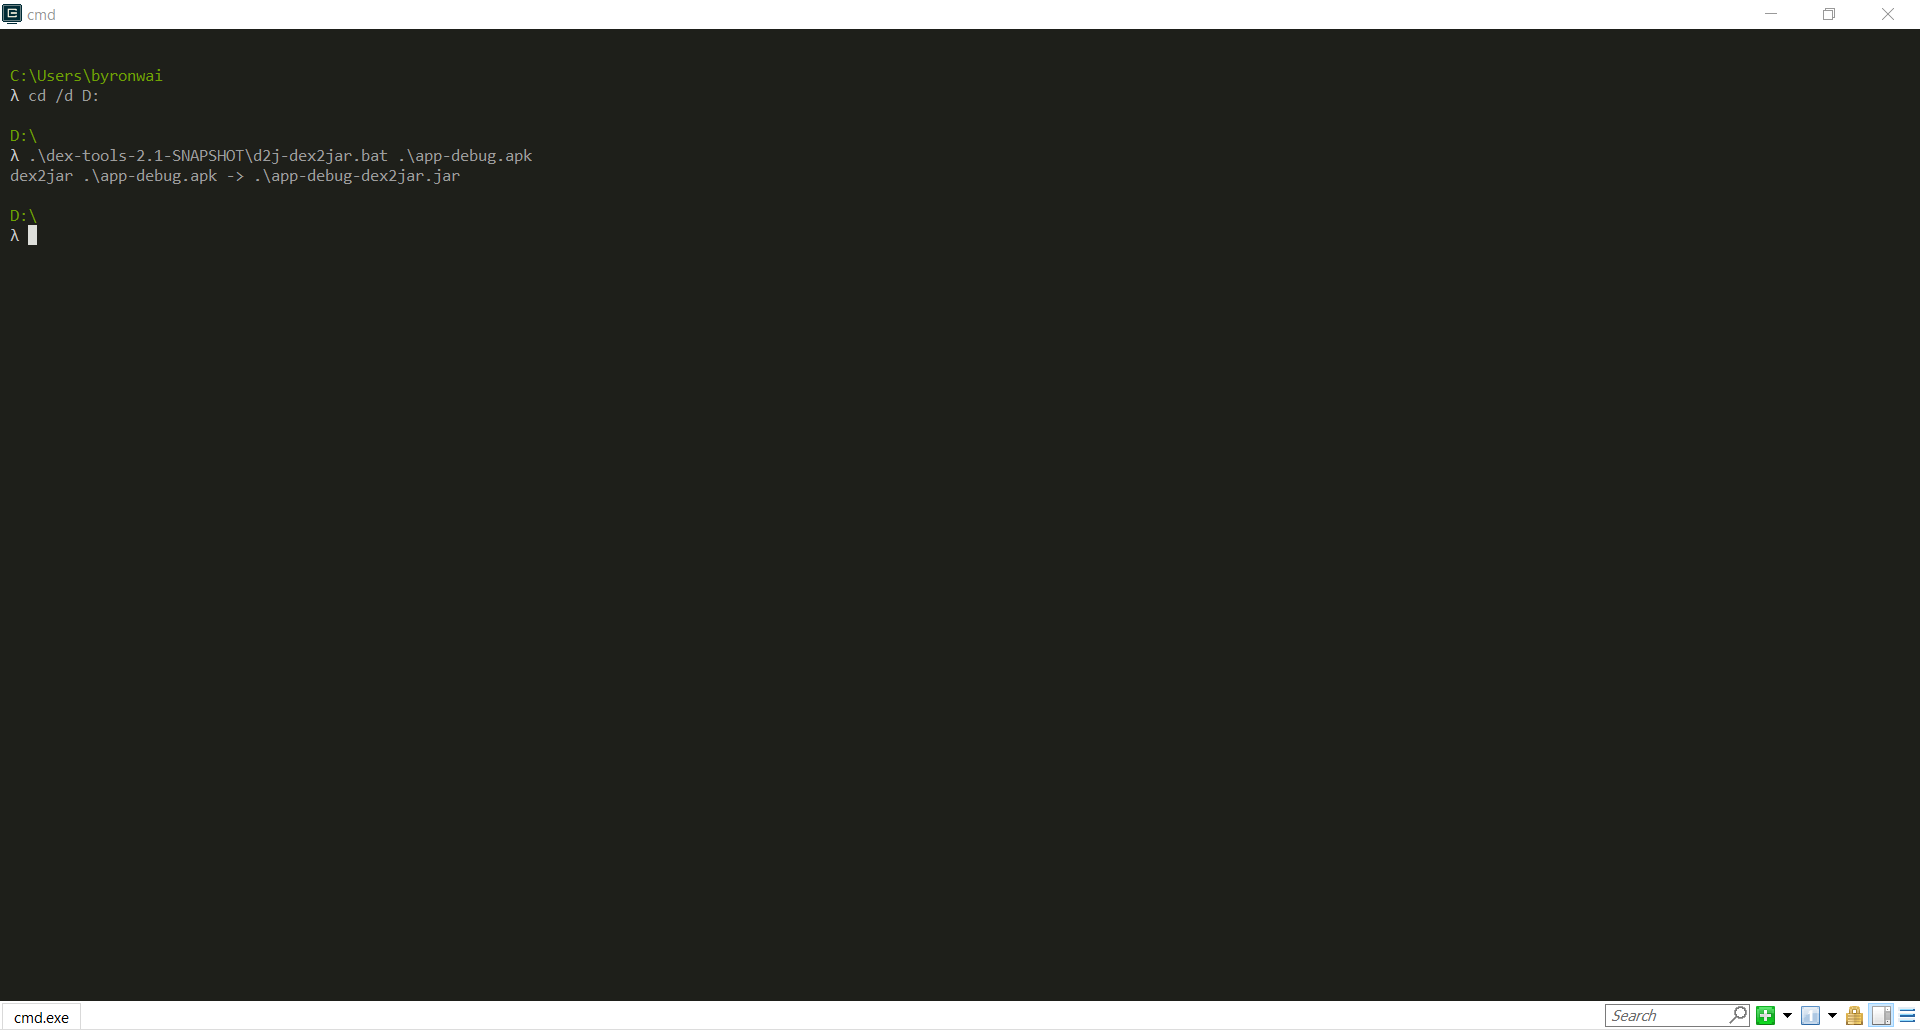 cmd
C:\Users\byronwai
λ cd /d D:
D:\
λ .\dex-tools-2.1-SNAPSHOT\d2j-dex2jar.bat .\app-debug.apk
dex2jar .\app-debug.apk -> .\app-debug-dex2jar.jar
D:\
λ
cmd.exe
Search